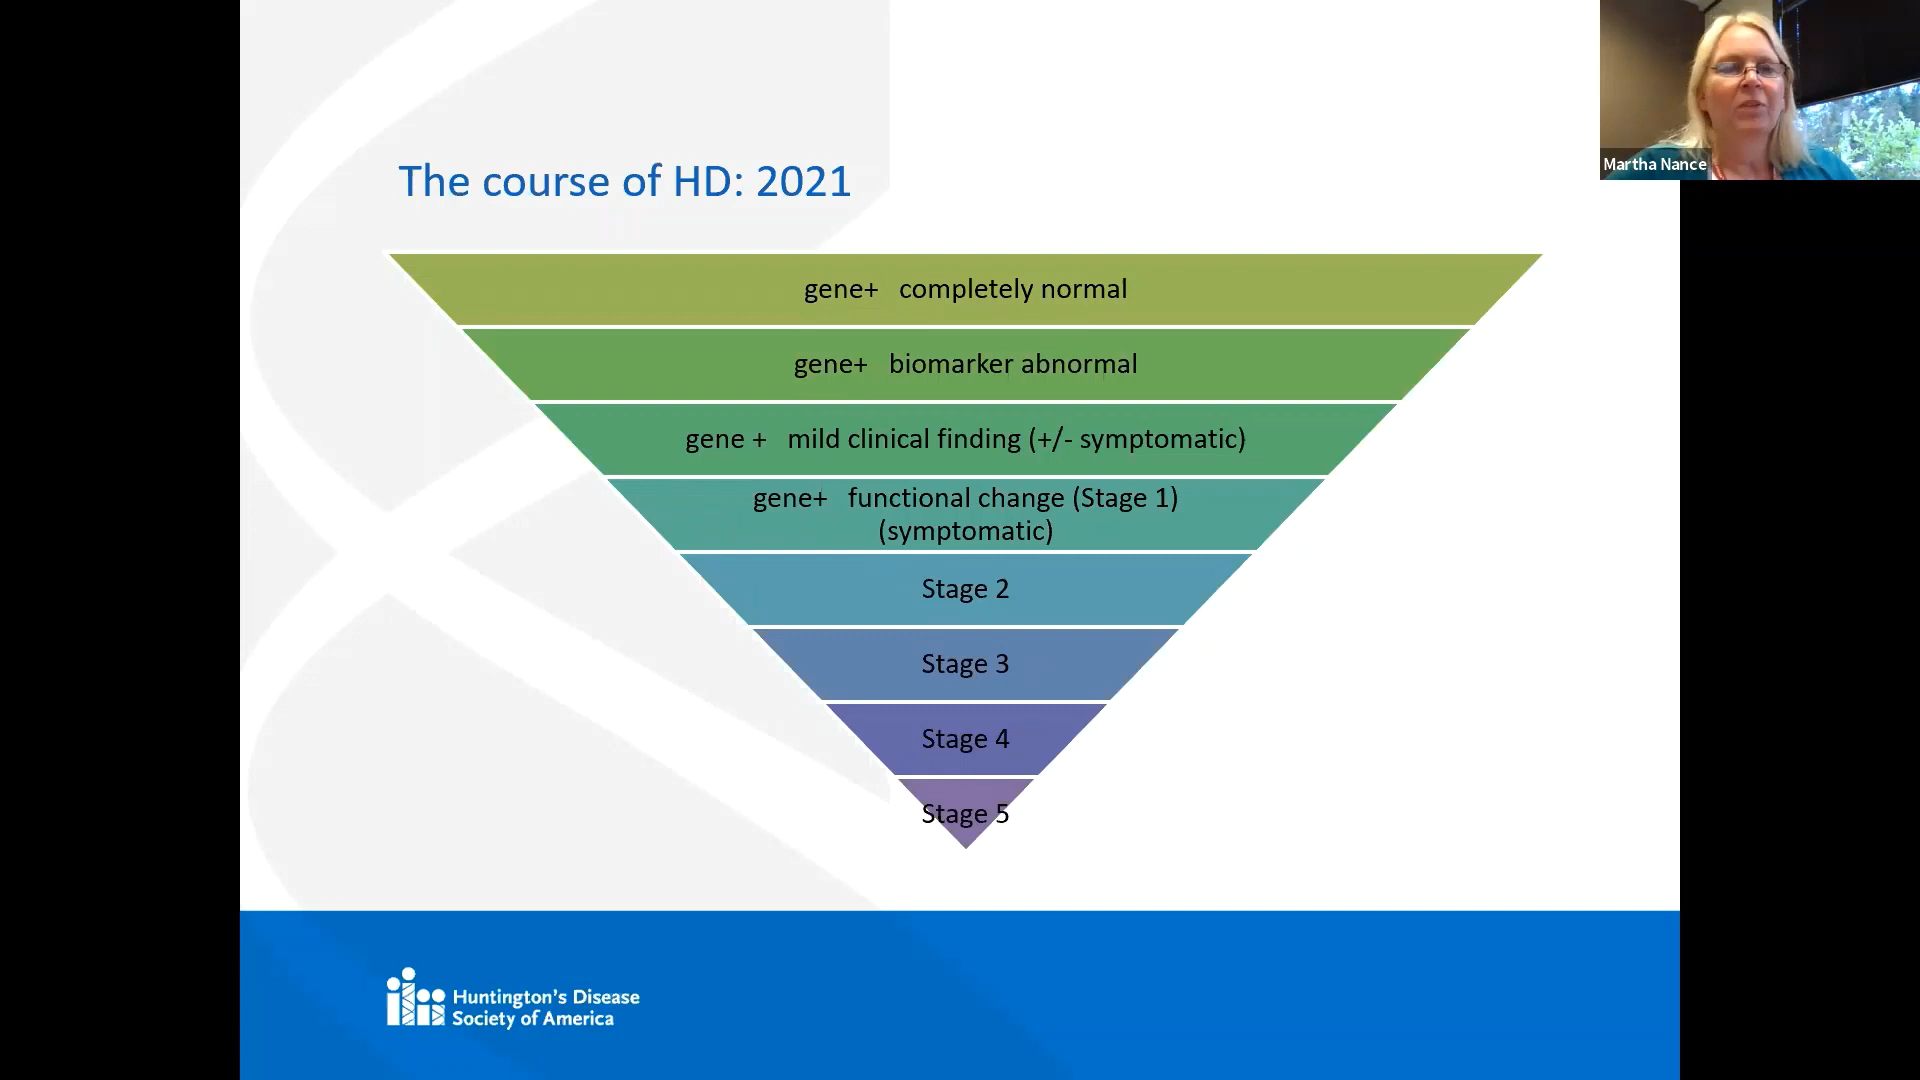 Martha Nance
The course of HD: 2021
gene+ completely normal
gene+ biomarker abnormal
gene + mild clinical finding (+/- symptomatic)
gene+ functional change (Stage 1)
(symptomatic)
Stage 2
Stage 3
Stage 4
Stage 5
Huntington's Disease
Society of America